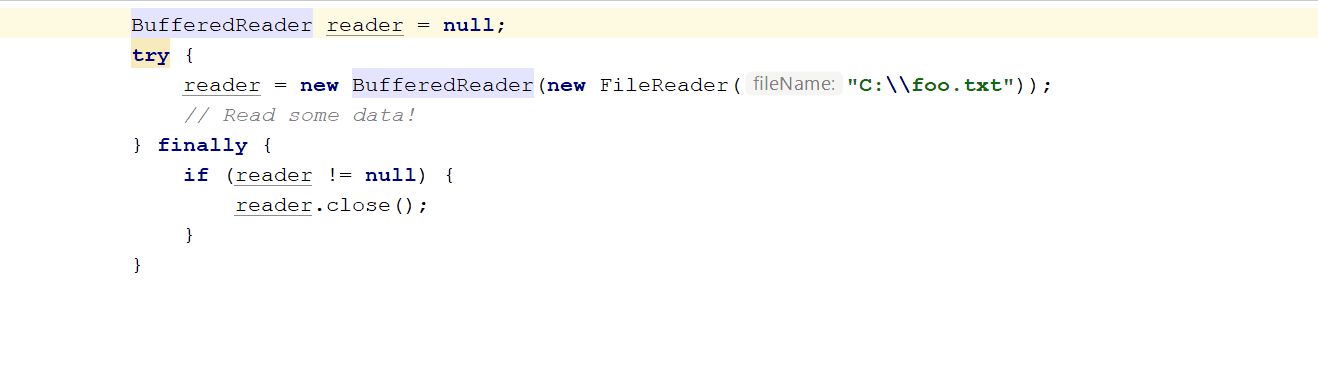 BufferedReader reader = null;
try {
reader = new BufferedReader(new FileReader( fileName: "C:\\foo.txt"));
// Read some data!
} finally {
if (reader != null) {
reader.close();
}
}